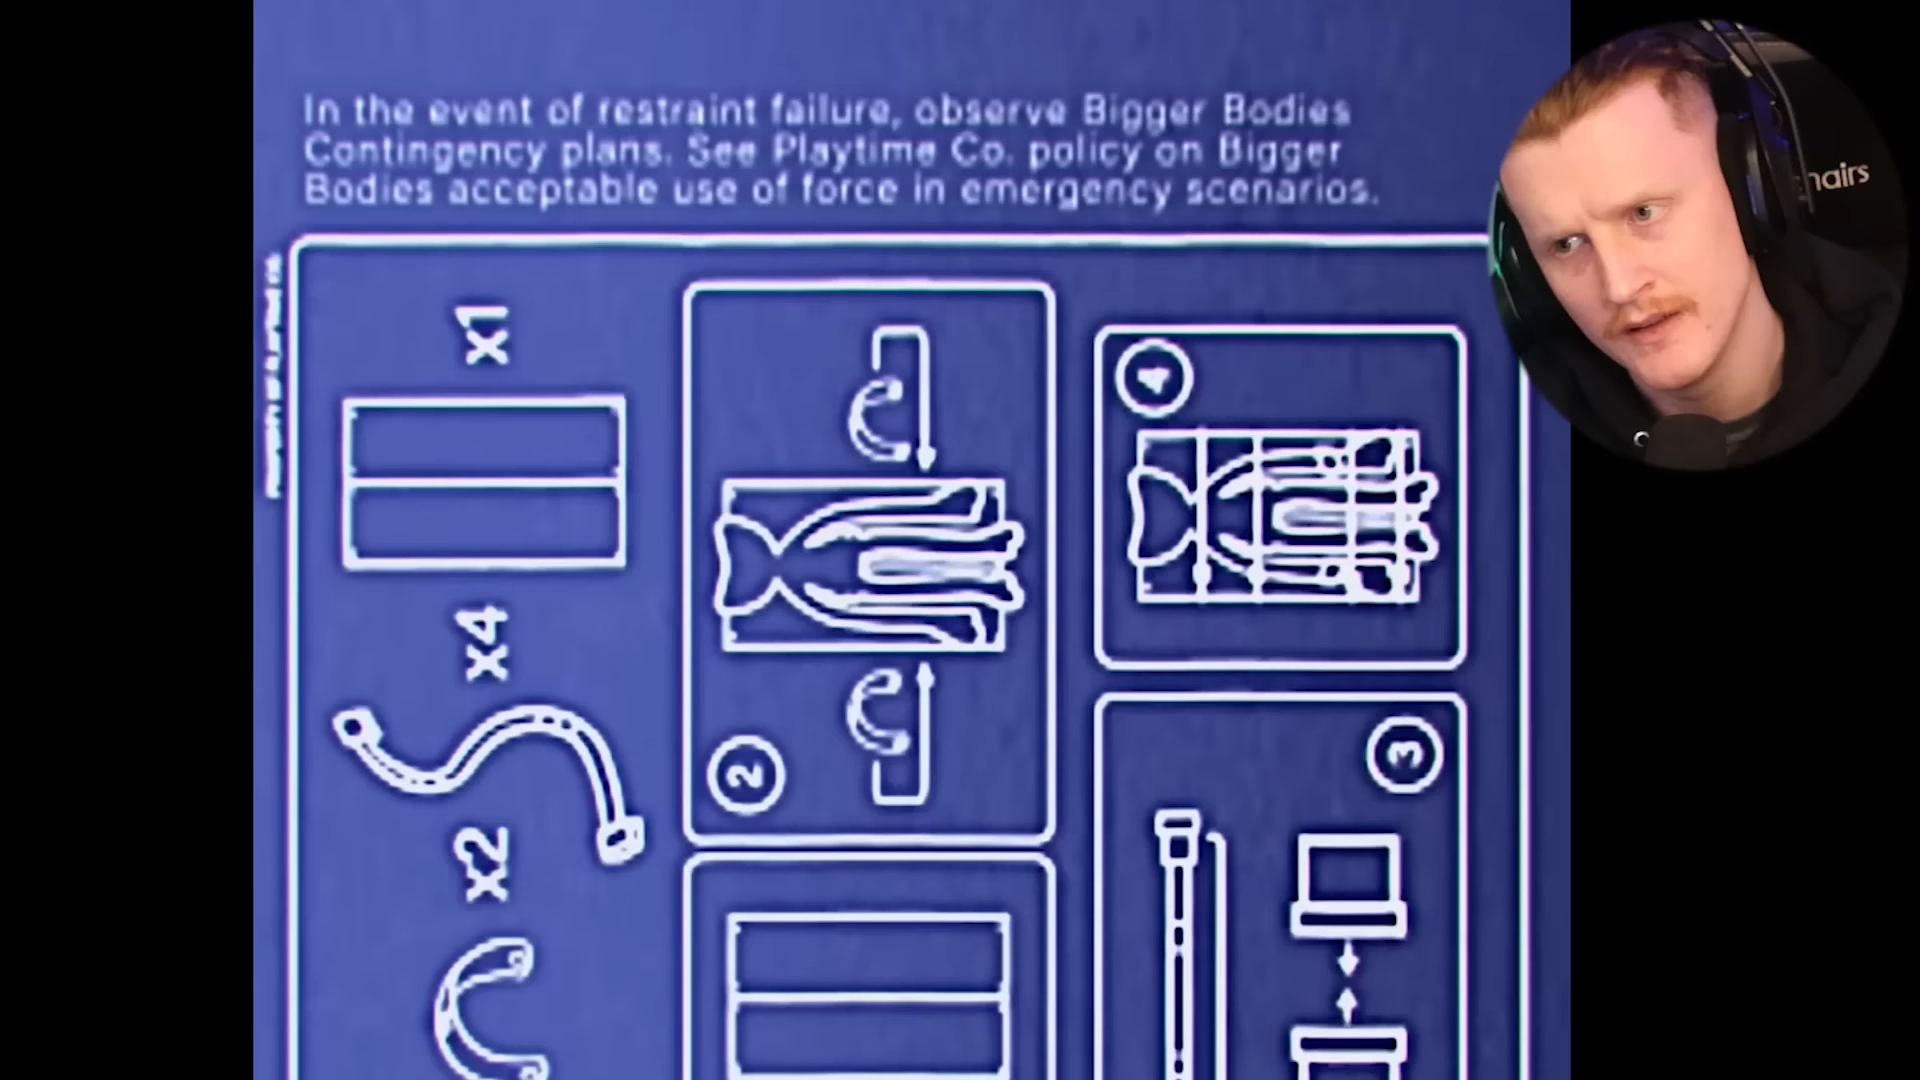 In the event of restraint failure, observe Bigger Bodies
Contingency plans. See Playtime Co. policy on Bigger
Bodies acceptable use of force in emergency scenarios.
x1
x4
x2
2
4
3
hairs